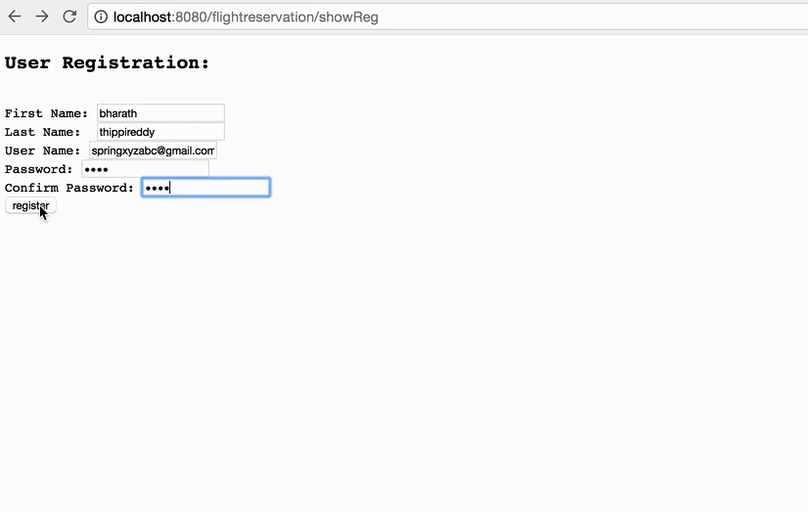 localhost:8080/flightreservation/showReg
User Registration:
First Name: bharath
Last Name: thippireddy
User Name: springxyzabc@gmail.com
Password: ••••
Confirm Password: ••••
register